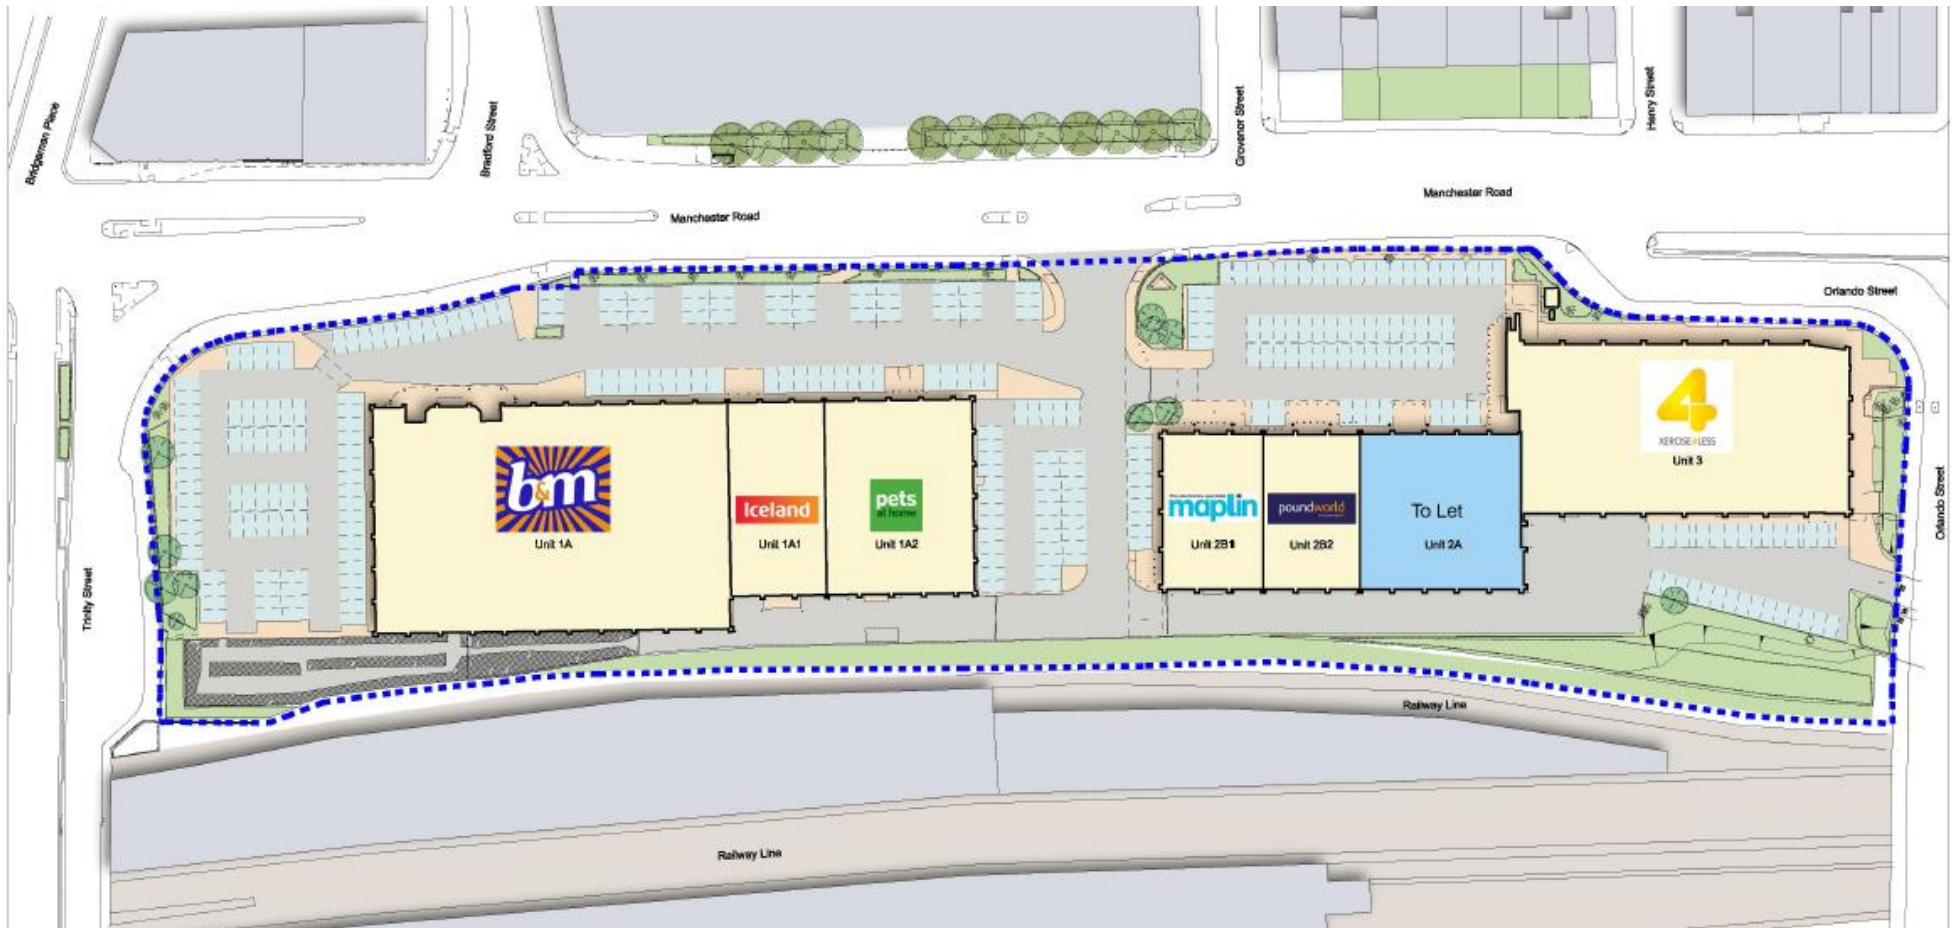 Bridgeman Place
Bradford Street
Grovenor Street
Henry Street
Manchester Road
Manchester Road
Orlando Street
b&m
Unit 1A
Iceland
Unit 1A1
pets
at home
Unit 1A2
maplin
Unit 2B1
poundworld
Unit 2B2
To Let
Unit 2A
4
XERCISE4LESS
Unit 3
Orlando Street
Trinity Street
Railway Line
Railway Line